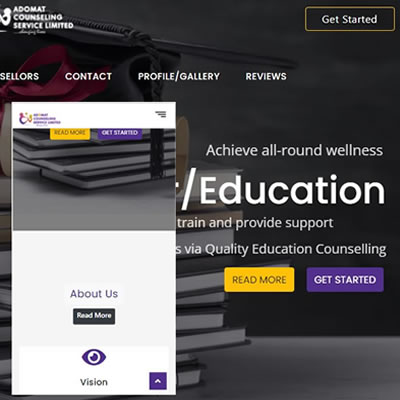 ADOMAT
COUNSELING
SERVICE LIMITED
Get Started
SELLORS CONTACT PROFILE/GALLERY REVIEWS
Achieve all-round wellness
r/Education
train and provide support
s via Quality Education Counselling
READ MORE GET STARTED
ADOMAT
COUNSELING
SERVICE LIMITED
READ MORE GET STARTED
About Us
Read More
Vision